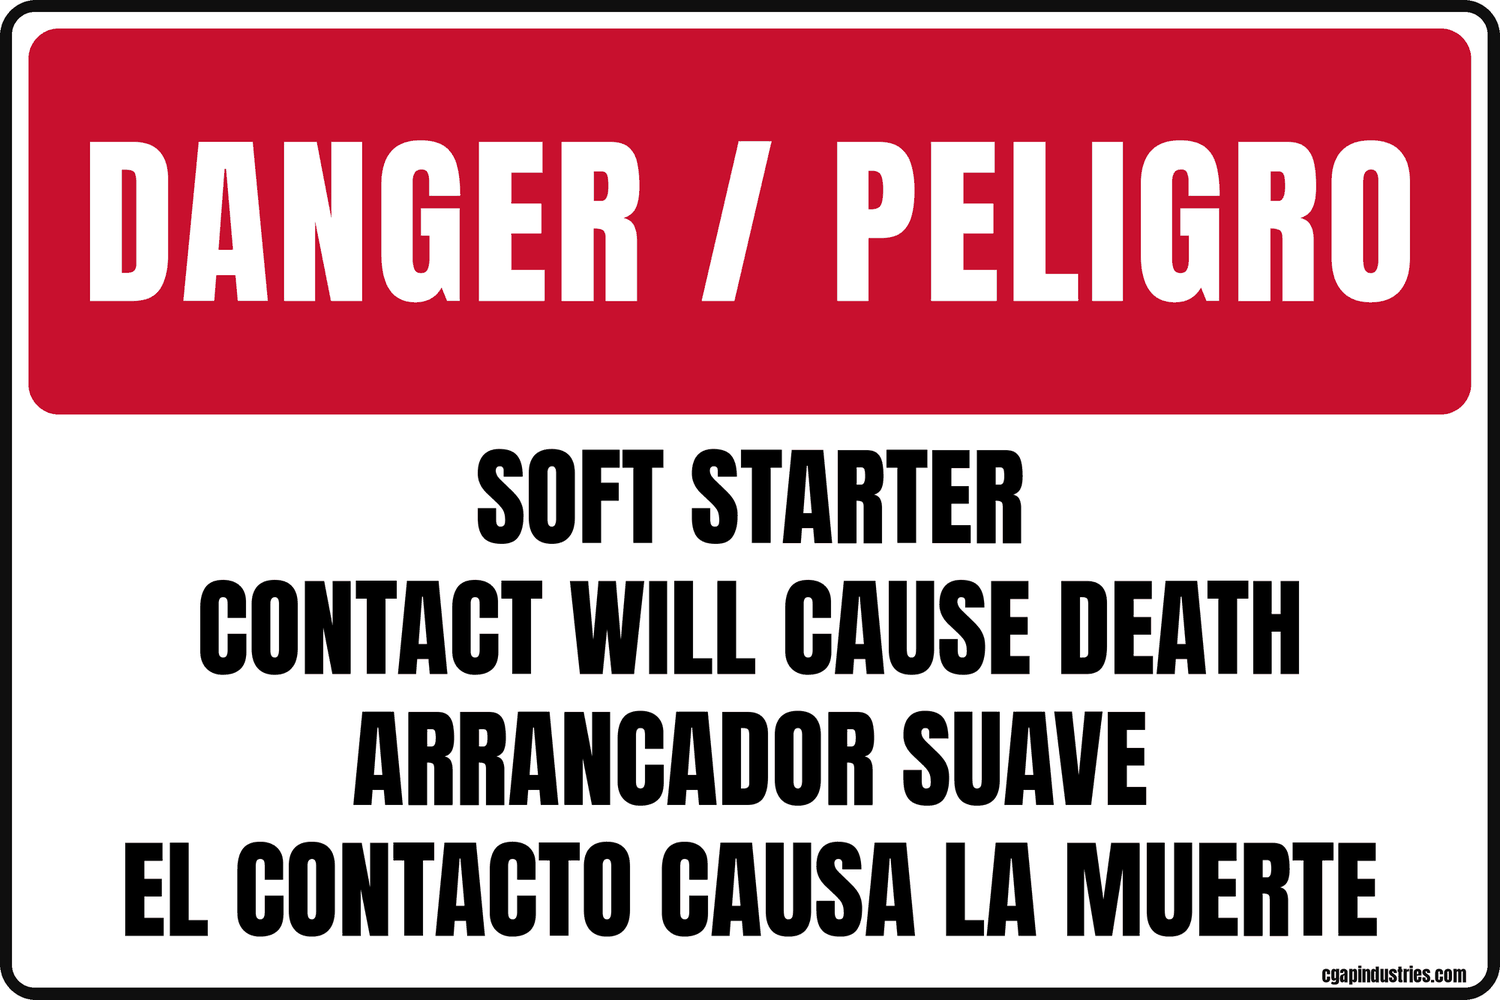 DANGER / PELIGRO
SOFT STARTER
CONTACT WILL CAUSE DEATH
ARRANCADOR SUAVE
EL CONTACTO CAUSA LA MUERTE
cgapindustries.com